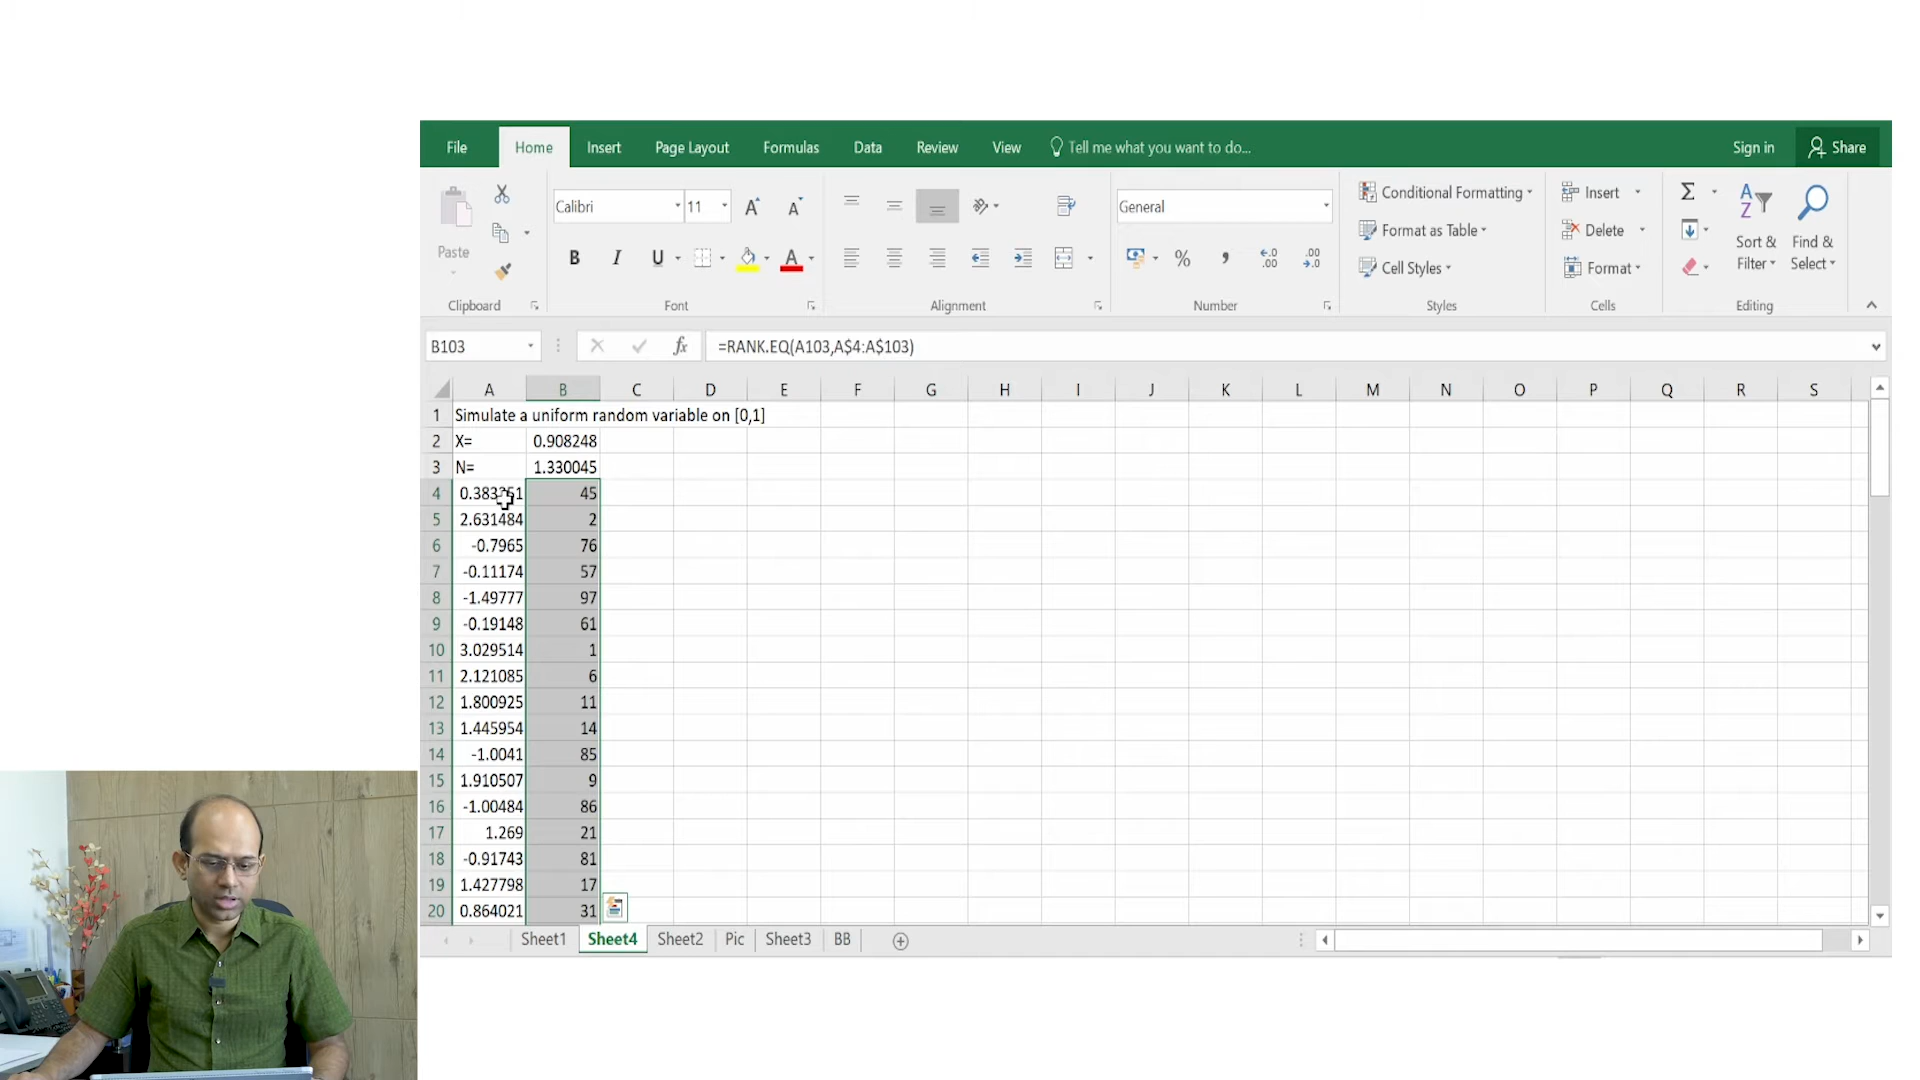 File Home Insert Page Layout Formulas Data Review View Tell me what you want to do... Sign in Share
Calibri 11 General Conditional Formatting Insert
Paste Format as Table Delete Sort & Filter Find & Select
B I U % , Cell Styles Format
Clipboard Font Alignment Number Styles Cells Editing
B103 fx =RANK.EQ(A103,A$4:A$103)
A B C D E F G H I J K L M N O P Q R S
1 Simulate a uniform random variable on [0,1]
2 X= 0.908248
3 N= 1.330045
4 45
5 2.631484 2
6 -0.7965 76
7 -0.11174 57
8 -1.49777 97
9 -0.19148 61
10 3.029514 1
11 2.121085 6
12 1.800925 11
13 1.445954 14
14 -1.0041 85
15 1.910507 9
16 -1.00484 86
17 1.269 21
18 -0.91743 81
19 1.427798 17
20 0.864021 31
Sheet1 Sheet4 Sheet2 Pic Sheet3 BB